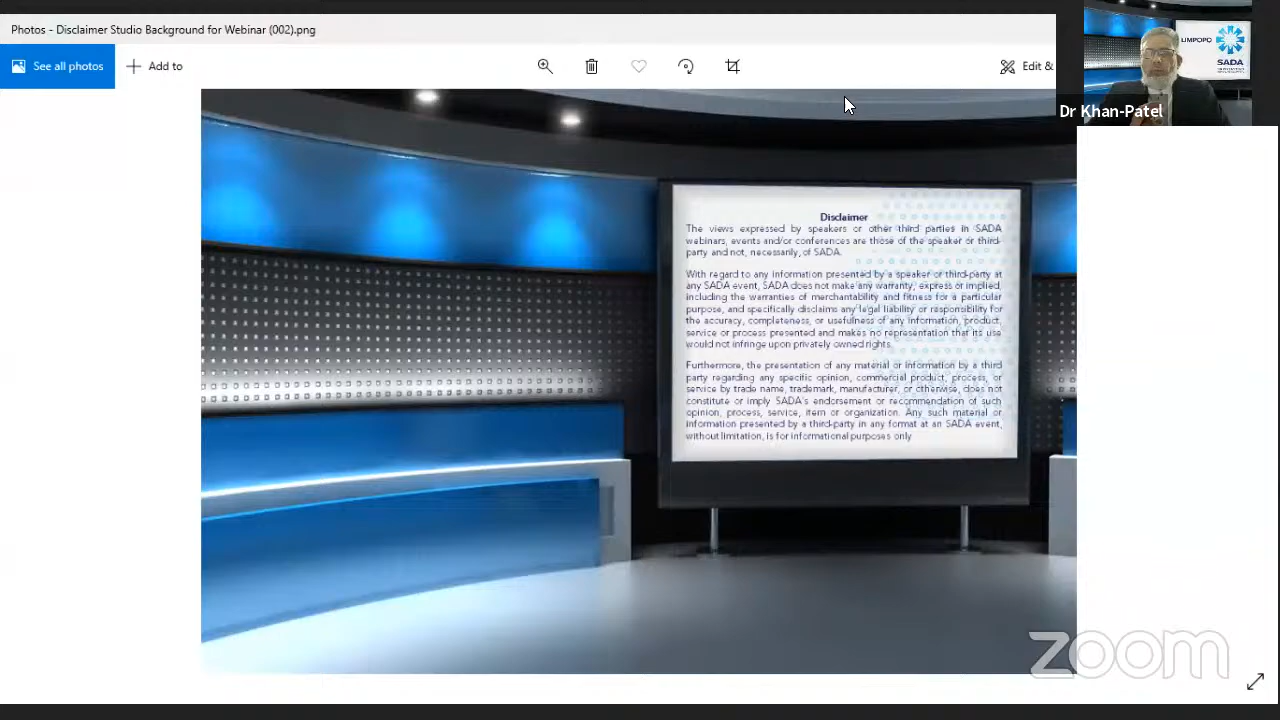 Photos - Disclaimer Studio Background for Webinar (002).png
See all photos
Add to
Edit &
LIMPOPO
SADA
Dr Khan-Patel
Disclaimer
The views expressed by speakers or other third parties in SADA
webinars, events and/or conferences are those of the speaker or third-
party and not, necessarily, of SADA.
With regard to any information presented by a speaker or third-party at
any SADA event, SADA does not make any warranty, express or implied,
including the warranties of merchantability and fitness for a particular
purpose, and specifically disclaims any legal liability or responsibility for
the accuracy, completeness, or usefulness of any information, product,
service or process presented and makes no representation that its use
would not infringe upon privately owned rights.
Furthermore, the presentation of any material or information by a third
party regarding any specific opinion, commercial product, process, or
service by trade name, trademark, manufacturer, or otherwise, does not
constitute or imply SADA's endorsement or recommendation of such
opinion, process, service, item or organization. Any such material or
information presented by a third-party in any format at an SADA event,
without limitation, is for informational purposes only
zoom